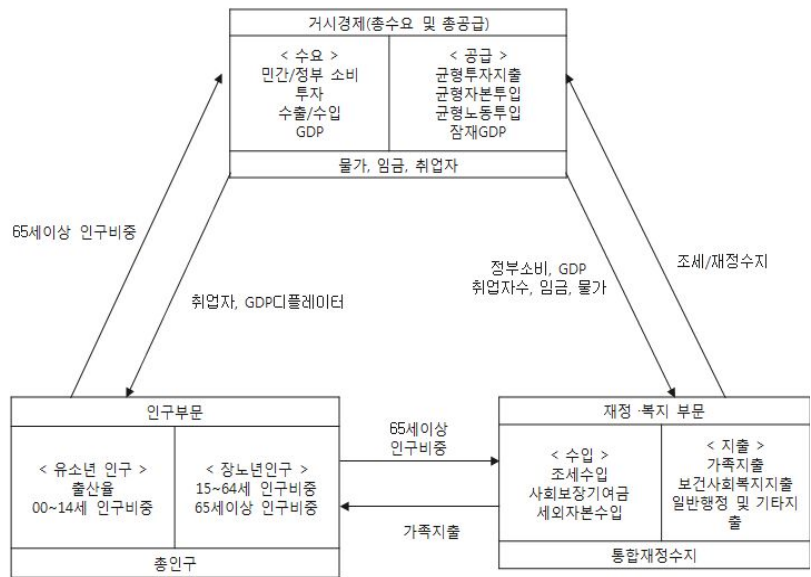 거시경제(총수요 및 총공급)
< 수요 >
민간/정부 소비
투자
수출/수입
GDP
< 공급 >
균형투자지출
균형자본투입
균형노동투입
잠재GDP
물가, 임금, 취업자
65세이상 인구비중
취업자, GDP디플레이터
정부소비, GDP
취업자수, 임금, 물가
조세/재정수지
인구부문
< 유소년 인구 >
출산율
00~14세 인구비중
< 장노년인구 >
15~64세 인구비중
65세이상 인구비중
총인구
65세이상
인구비중
가족지출
재정 ·복지 부문
< 수입 >
조세수입
사회보장기여금
세외자본수입
< 지출 >
가족지출
보건사회복지지출
일반행정 및 기타지
출
통합재정수지